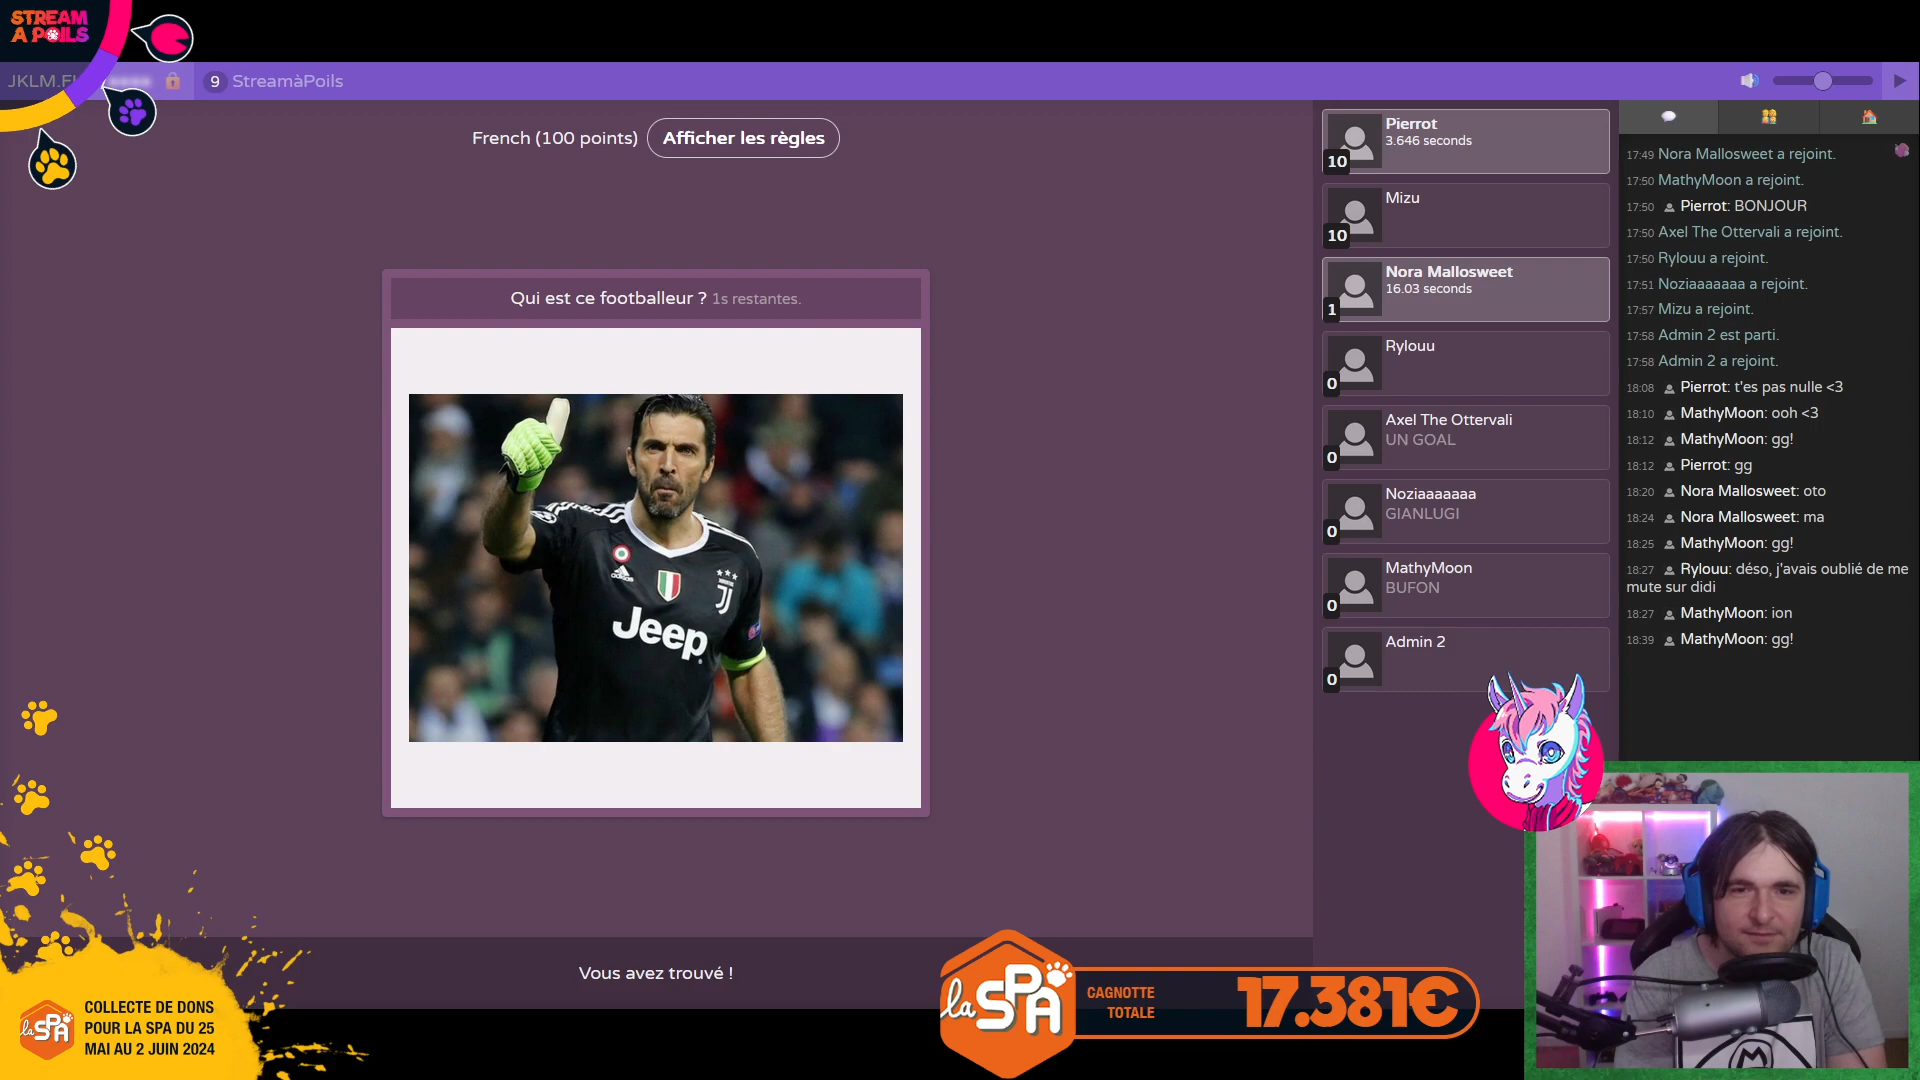 STREAM
A POILS
JKLM.F
9 StreamàPoils
French (100 points) Afficher les règles
Qui est ce footballeur ? 1s restantes.
adidas
Jeep
Vous avez trouvé !
Pierrot
3.646 seconds
10
Mizu
10
Nora Mallosweet
16.03 seconds
1
Rylouu
0
Axel The Ottervali
UN GOAL
0
Noziaaaaaaa
GIANLUGI
0
MathyMoon
BUFON
0
Admin 2
0
17:49 Nora Mallosweet a rejoint.
17:50 MathyMoon a rejoint.
17:50 Pierrot: BONJOUR
17:50 Axel The Ottervali a rejoint.
17:50 Rylouu a rejoint.
17:51 Noziaaaaaaa a rejoint.
17:57 Mizu a rejoint.
17:58 Admin 2 est parti.
17:58 Admin 2 a rejoint.
18:08 Pierrot: t'es pas nulle <3
18:10 MathyMoon: ooh <3
18:12 MathyMoon: gg!
18:12 Pierrot: gg
18:20 Nora Mallosweet: oto
18:24 Nora Mallosweet: ma
18:25 MathyMoon: gg!
18:27 Rylouu: déso, j'avais oublié de me
mute sur didi
18:27 MathyMoon: ion
18:39 MathyMoon: gg!
la SPA
COLLECTE DE DONS
POUR LA SPA DU 25
MAI AU 2 JUIN 2024
la SPA
CAGNOTTE
TOTALE
17.381€
M